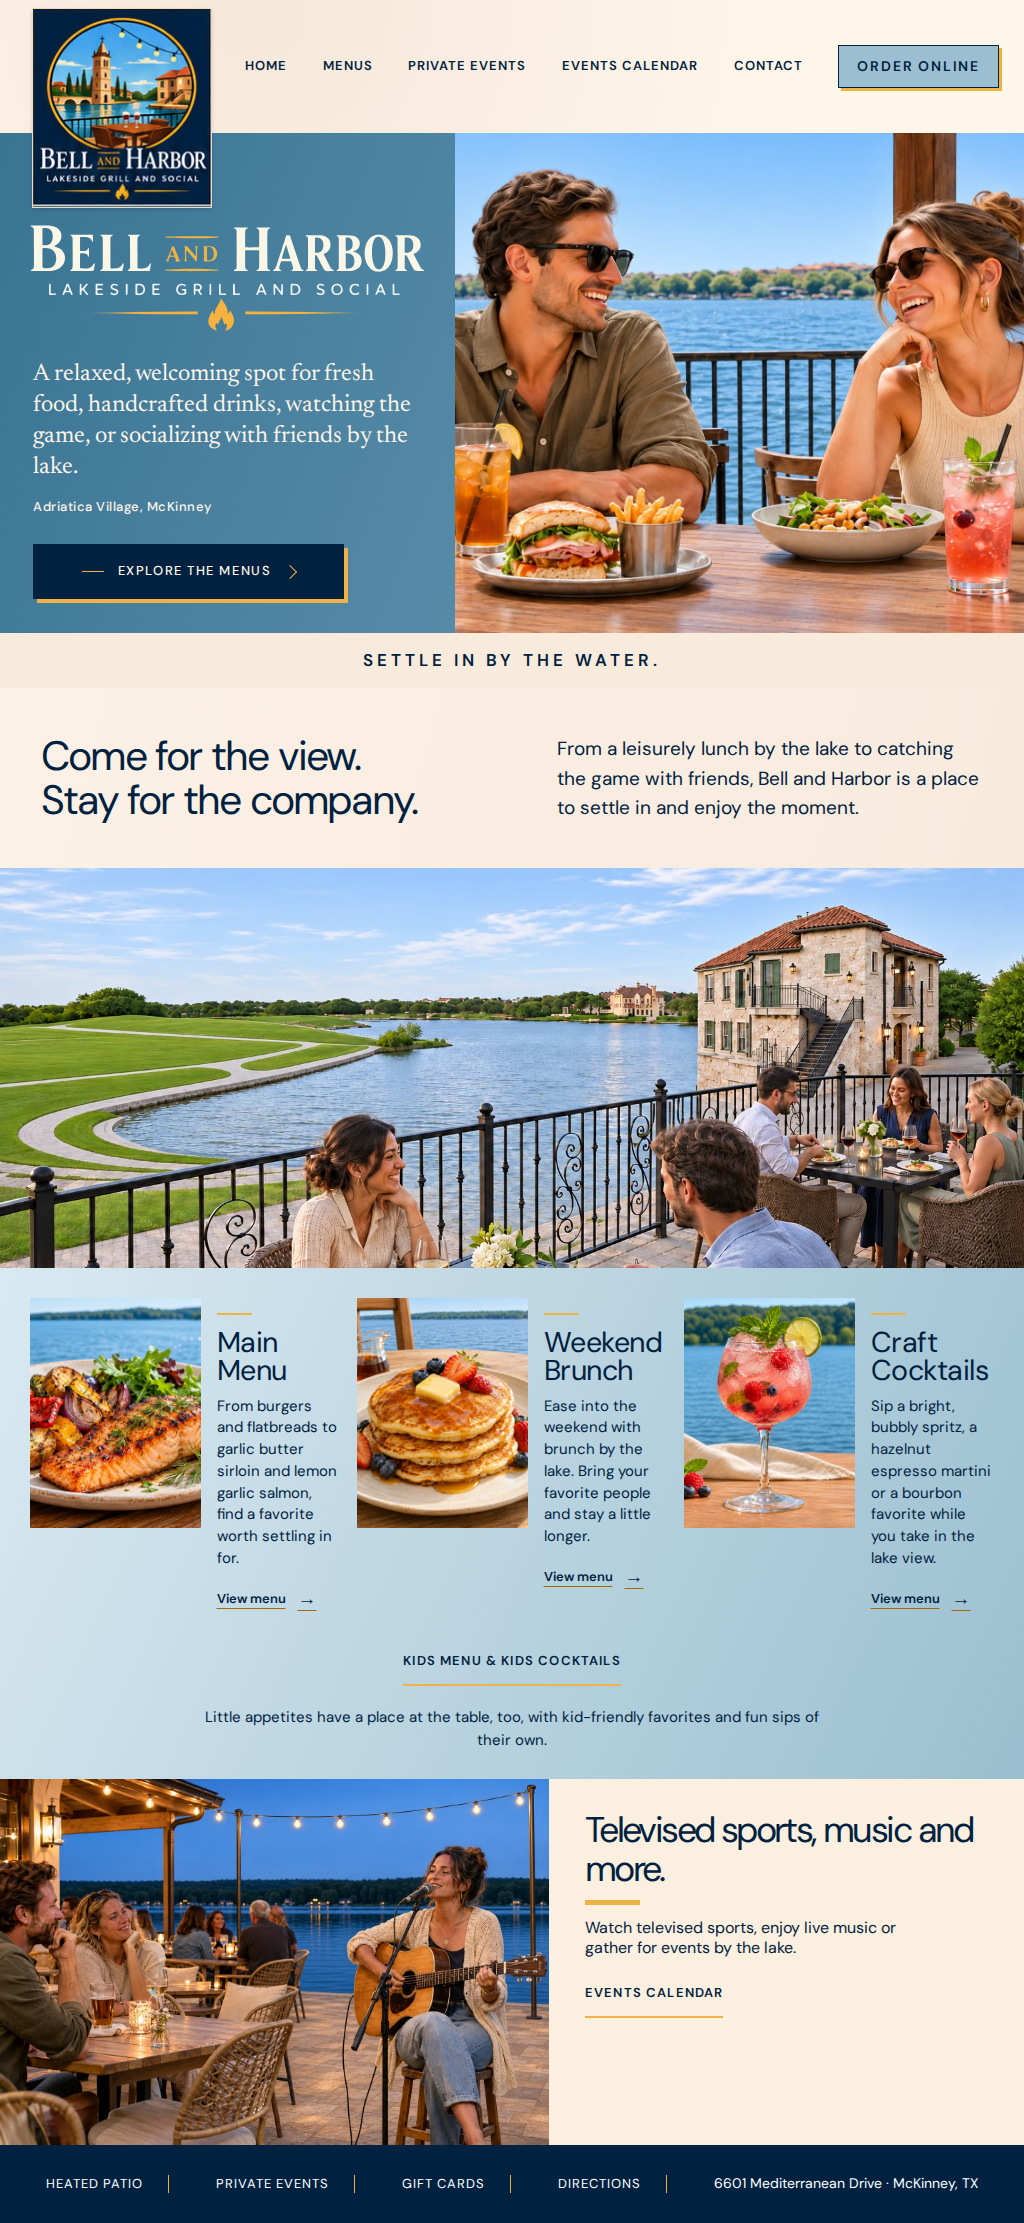 BELL AND HARBOR
LAKESIDE GRILL AND SOCIAL
HOME
MENUS
PRIVATE EVENTS
EVENTS CALENDAR
CONTACT
ORDER ONLINE
BELL AND HARBOR
LAKESIDE GRILL AND SOCIAL
A relaxed, welcoming spot for fresh
food, handcrafted drinks, watching the
game, or socializing with friends by the
lake.
Adriatica Village, McKinney
EXPLORE THE MENUS
SETTLE IN BY THE WATER.
Come for the view.
Stay for the company.
From a leisurely lunch by the lake to catching
the game with friends, Bell and Harbor is a place
to settle in and enjoy the moment.
Main
Menu
From burgers
and flatbreads to
garlic butter
sirloin and lemon
garlic salmon,
find a favorite
worth settling in
for.
View menu →
Weekend
Brunch
Ease into the
weekend with
brunch by the
lake. Bring your
favorite people
and stay a little
longer.
View menu →
Craft
Cocktails
Sip a bright,
bubbly spritz, a
hazelnut
espresso martini
or a bourbon
favorite while
you take in the
lake view.
View menu →
KIDS MENU & KIDS COCKTAILS
Little appetites have a place at the table, too, with kid-friendly favorites and fun sips of
their own.
Televised sports, music and
more.
Watch televised sports, enjoy live music or
gather for events by the lake.
EVENTS CALENDAR
HEATED PATIO
PRIVATE EVENTS
GIFT CARDS
DIRECTIONS
6601 Mediterranean Drive · McKinney, TX